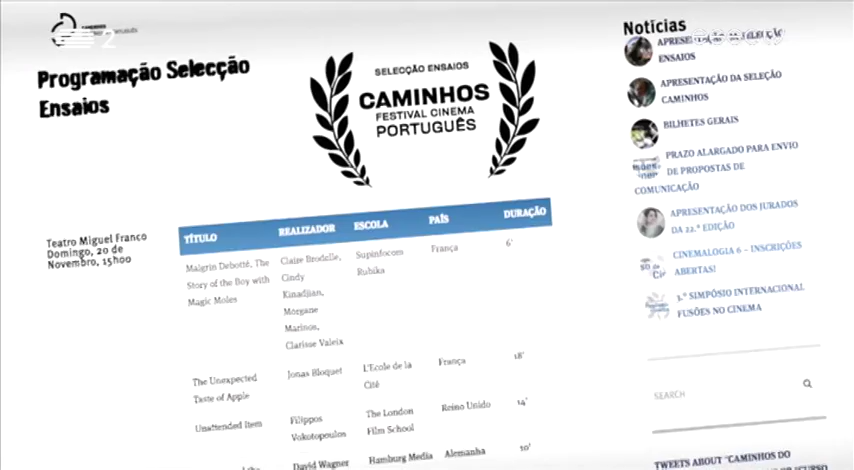 2
Programação Selecção
Ensaios
SELECÇÃO ENSAIOS
CAMINHOS
FESTIVAL CINEMA
PORTUGUÊS
Teatro Miguel Franco
Domingo, 20 de
Novembro, 15h00
TÍTULO REALIZADOR ESCOLA PAÍS DURAÇÃO
Maigrin Debotté, The
Story of the Boy with
Magic Moles
Claire Brodelle,
Cindy
Kinadjian,
Morgane
Marinos,
Clarisse Valeix
Supinfocom
Rubika
França
6'
The Unexpected
Taste of Apple
Jonas Bloquet
L'Ecole de la
Cité
França
18'
Unattended Item
Filippos
Vokotopoulos
The London
Film School
Reino Unido
14'
David Wagner
Hamburg Media
Alemanha
20'
Notícias
ENSAIOS
APRESENTAÇÃO DA SELEÇÃO
CAMINHOS
BILHETES GERAIS
PRAZO ALARGADO PARA ENVIO
DE PROPOSTAS DE
COMUNICAÇÃO
APRESENTAÇÃO DOS JURADOS
DA 22.ª EDIÇÃO
CINEMALOGIA 6 – INSCRIÇÕES
ABERTAS!
1.º SIMPÓSIO INTERNACIONAL
FUSÕES NO CINEMA
SEARCH
TWEETS ABOUT "CAMINHOS DO